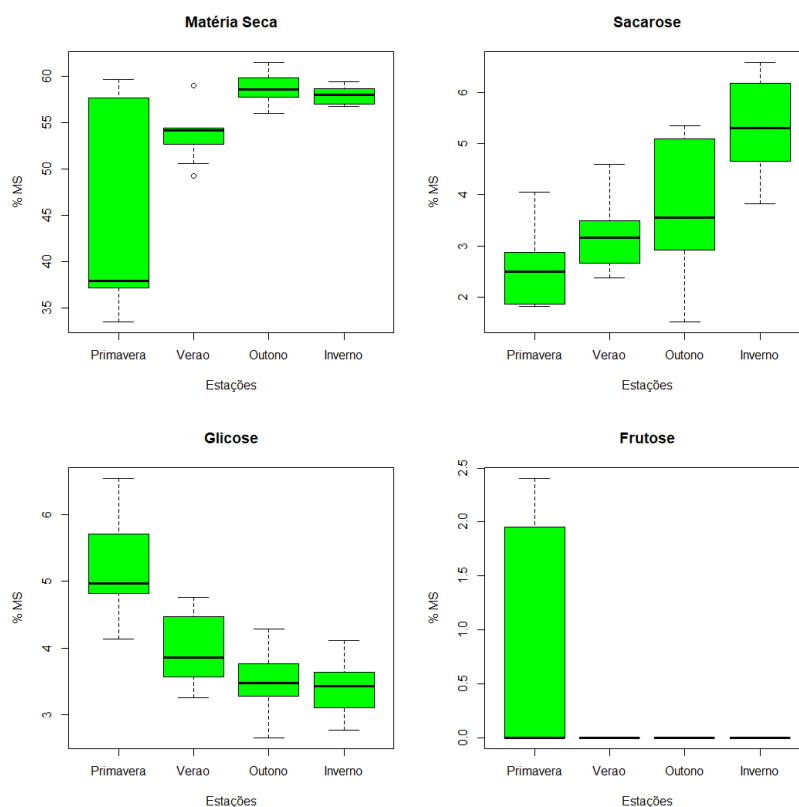 Matéria Seca
% MS
60
55
50
45
40
35
Primavera Verao Outono Inverno
Estações
Sacarose
% MS
6
5
4
3
2
Primavera Verao Outono Inverno
Estações
Glicose
% MS
6
5
4
3
Primavera Verao Outono Inverno
Estações
Frutose
% MS
2.5
2.0
1.5
1.0
0.5
0.0
Primavera Verao Outono Inverno
Estações